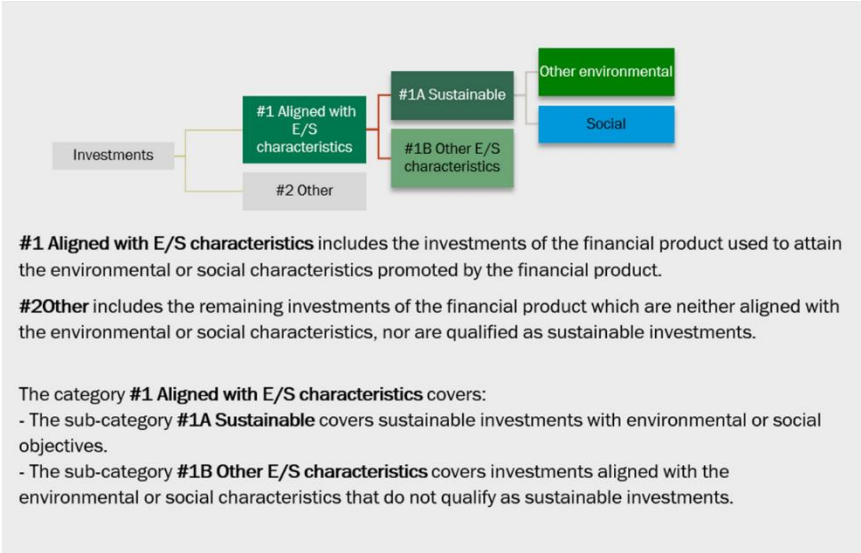 Other environmental
#1A Sustainable
#1 Aligned with
E/S
characteristics
Social
Investments
#1B Other E/S
characteristics
#2 Other
#1 Aligned with E/S characteristics includes the investments of the financial product used to attain
the environmental or social characteristics promoted by the financial product.
#2Other includes the remaining investments of the financial product which are neither aligned with
the environmental or social characteristics, nor are qualified as sustainable investments.
The category #1 Aligned with E/S characteristics covers:
- The sub-category #1A Sustainable covers sustainable investments with environmental or social
objectives.
- The sub-category #1B Other E/S characteristics covers investments aligned with the
environmental or social characteristics that do not qualify as sustainable investments.